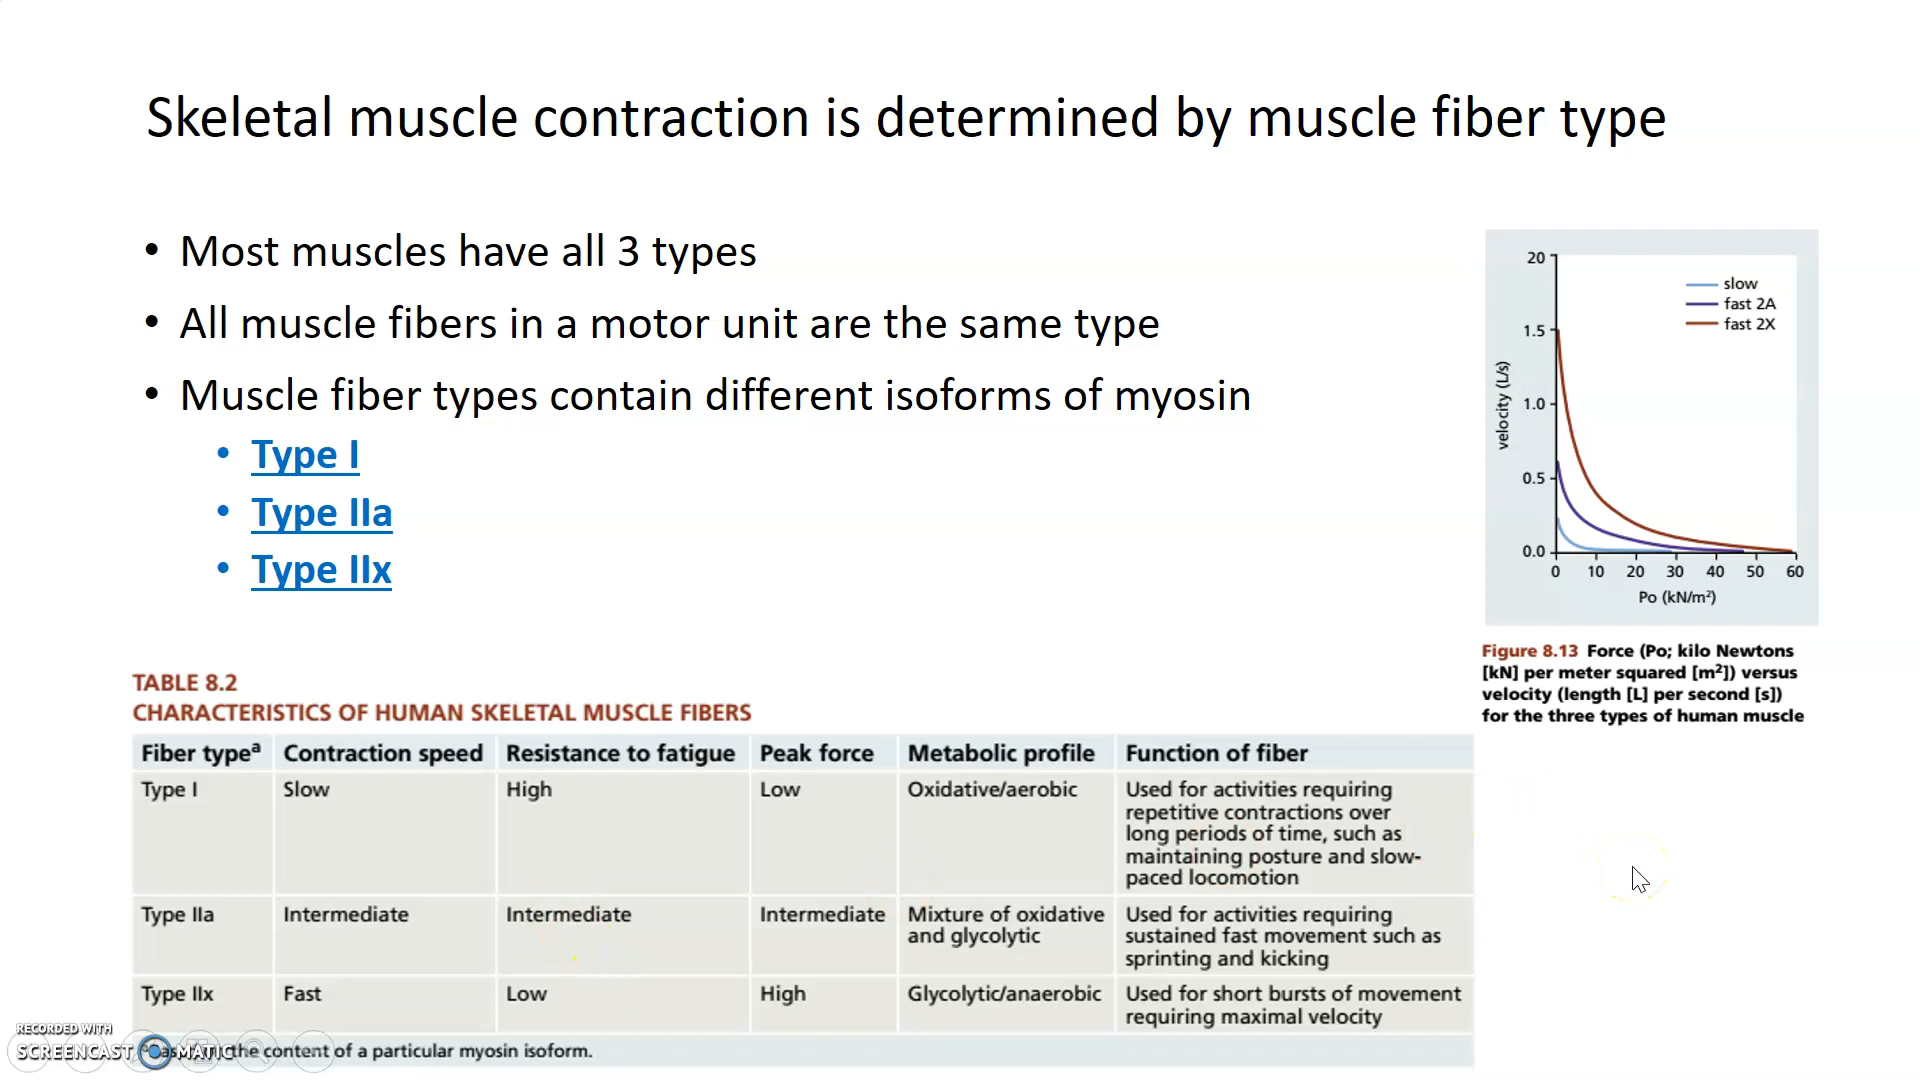 Skeletal muscle contraction is determined by muscle fiber type
• Most muscles have all 3 types
• All muscle fibers in a motor unit are the same type
• Muscle fiber types contain different isoforms of myosin
• Type I
• Type IIa
• Type IIx
20
1.5
1.0
0.5
0.0
velocity (L/s)
slow
fast 2A
fast 2X
0 10 20 30 40 50 60
Po (kN/m²)
Figure 8.13 Force (Po; kilo Newtons
[kN] per meter squared [m²]) versus
velocity (length [L] per second [s])
for the three types of human muscle
TABLE 8.2
CHARACTERISTICS OF HUMAN SKELETAL MUSCLE FIBERS
Fiber typeᵃ Contraction speed Resistance to fatigue Peak force Metabolic profile Function of fiber
Type I Slow High Low Oxidative/aerobic Used for activities requiring
repetitive contractions over
long periods of time, such as
maintaining posture and slow-
paced locomotion
Type IIa Intermediate Intermediate Intermediate Mixture of oxidative Used for activities requiring
and glycolytic sustained fast movement such as
sprinting and kicking
Type IIx Fast Low High Glycolytic/anaerobic Used for short bursts of movement
requiring maximal velocity
the content of a particular myosin isoform.
RECORDED WITH
SCREENCAST MATIC